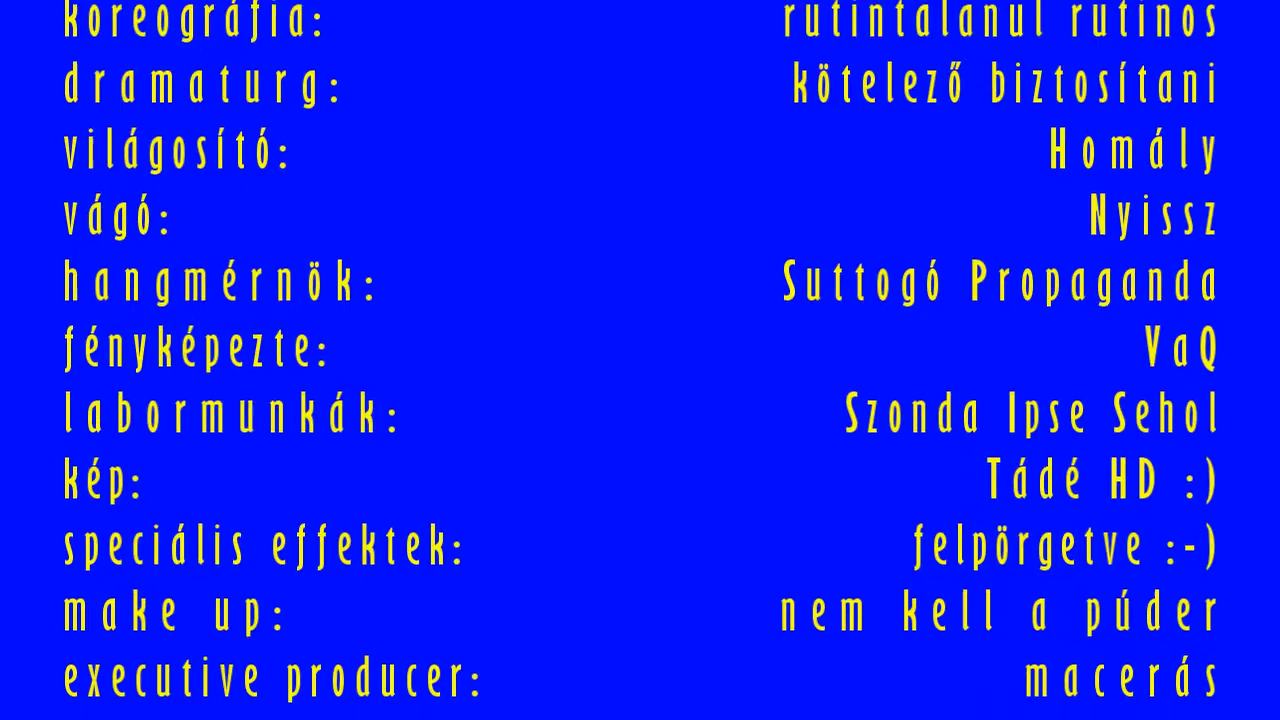 koreográfia: rutintalanul rutinos
dramaturg: kötelező biztosítani
világosító: Homály
vágó: Nyissz
hangmérnök: Suttogó Propaganda
fényképezte: VaQ
labormunkák: Szonda Ipse Sehol
kép: Tádé HD :)
speciális effektek: felpörgetve :-)
make up: nem kell a púder
executive producer: macerás